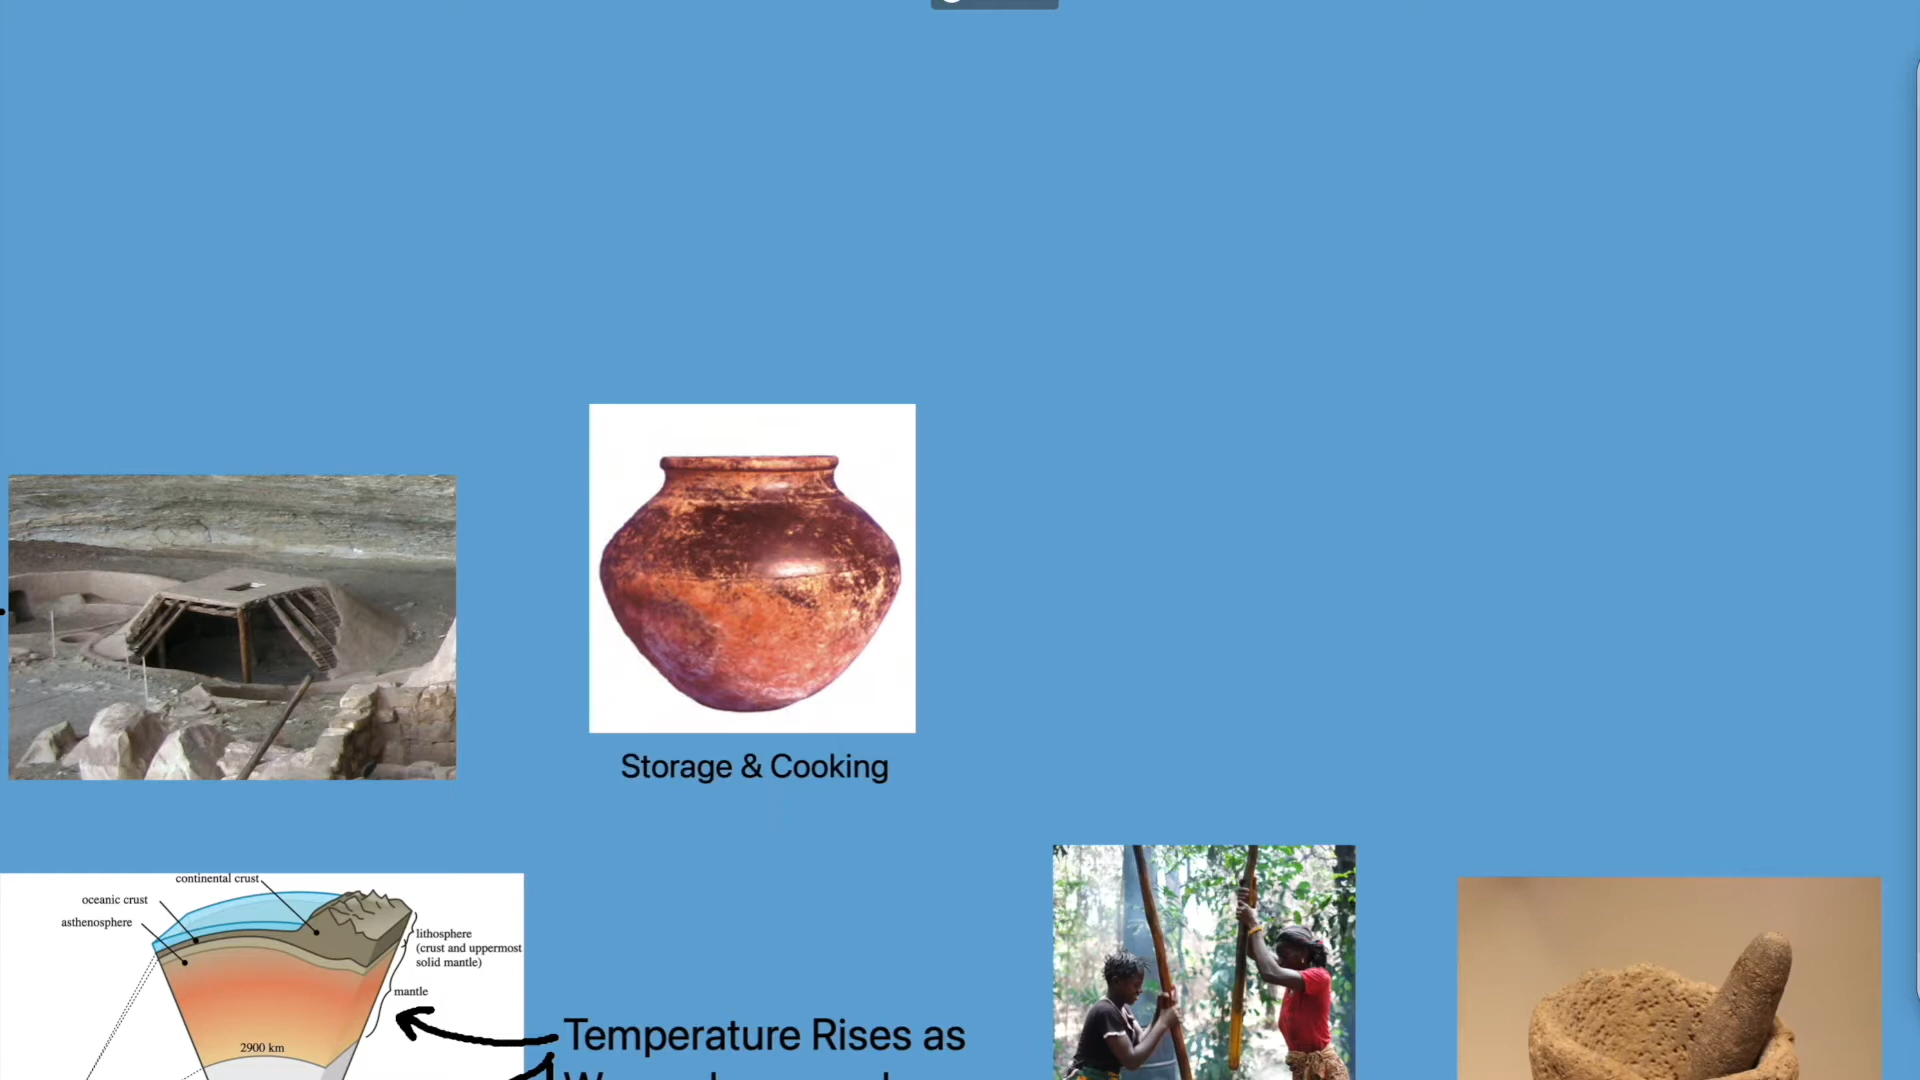 Storage & Cooking
continental crust
oceanic crust
asthenosphere
lithosphere
(crust and uppermost
solid mantle)
mantle
2900 km
Temperature Rises as